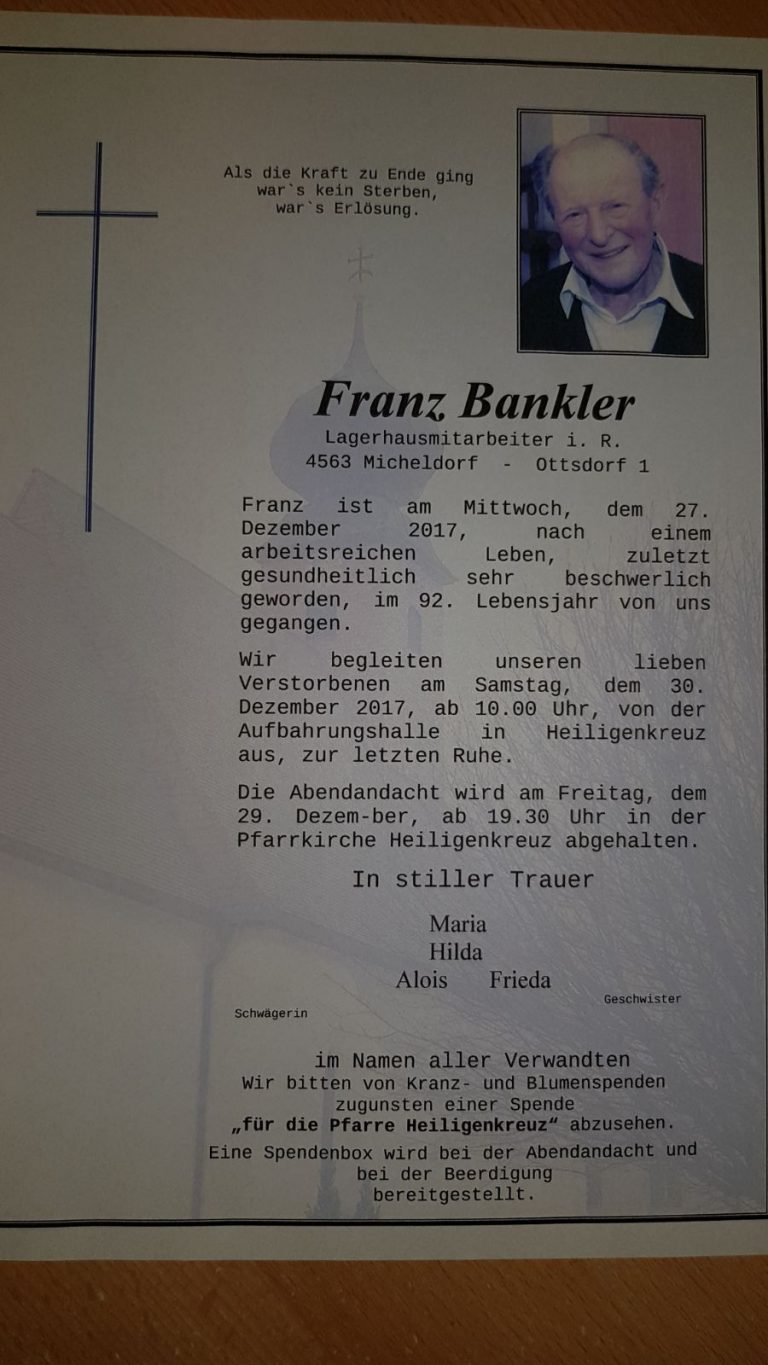 Als die Kraft zu Ende ging
war`s kein Sterben,
war`s Erlösung.
Franz Bankler
Lagerhausmitarbeiter i. R.
4563 Micheldorf - Ottsdorf 1
Franz ist am Mittwoch, dem 27.
Dezember 2017, nach einem
arbeitsreichen Leben, zuletzt
gesundheitlich sehr beschwerlich
geworden, im 92. Lebensjahr von uns
gegangen.
Wir begleiten unseren lieben
Verstorbenen am Samstag, dem 30.
Dezember 2017, ab 10.00 Uhr, von der
Aufbahrungshalle in Heiligenkreuz
aus, zur letzten Ruhe.
Die Abendandacht wird am Freitag, dem
29. Dezem-ber, ab 19.30 Uhr in der
Pfarrkirche Heiligenkreuz abgehalten.
In stiller Trauer
Maria
Hilda
Alois Frieda
Geschwister
Schwägerin
im Namen aller Verwandten
Wir bitten von Kranz- und Blumenspenden
zugunsten einer Spende
„für die Pfarre Heiligenkreuz“ abzusehen.
Eine Spendenbox wird bei der Abendandacht und
bei der Beerdigung
bereitgestellt.